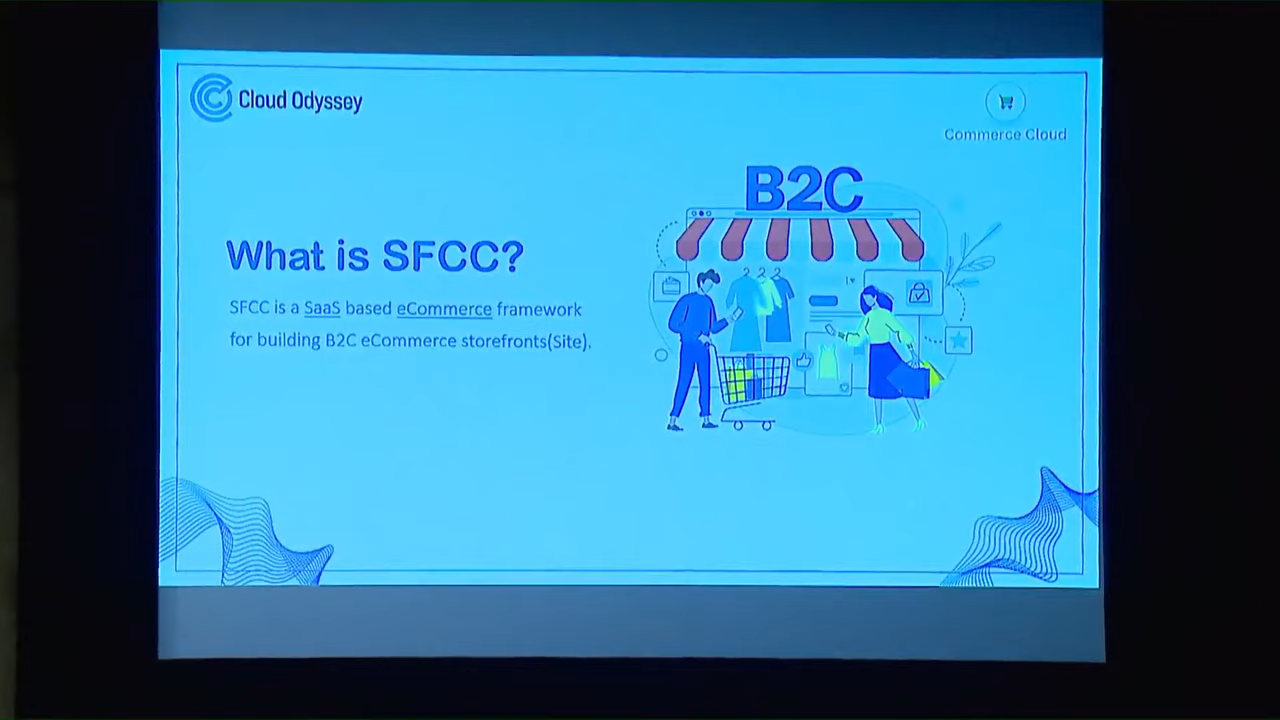 Cloud Odyssey
Commerce Cloud
B2C
What is SFCC?
SFCC is a SaaS based eCommerce framework
for building B2C eCommerce storefronts(Site).